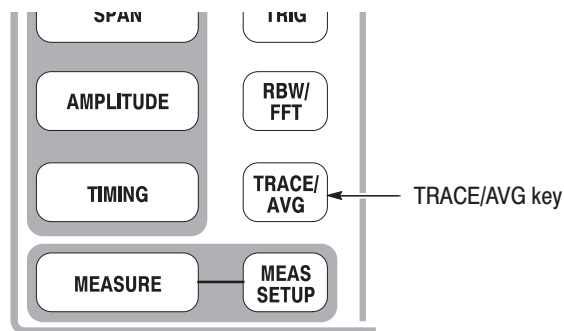 SPAN
TRIG
AMPLITUDE
RBW/
FFT
TIMING
TRACE/
AVG
TRACE/AVG key
MEASURE
MEAS
SETUP